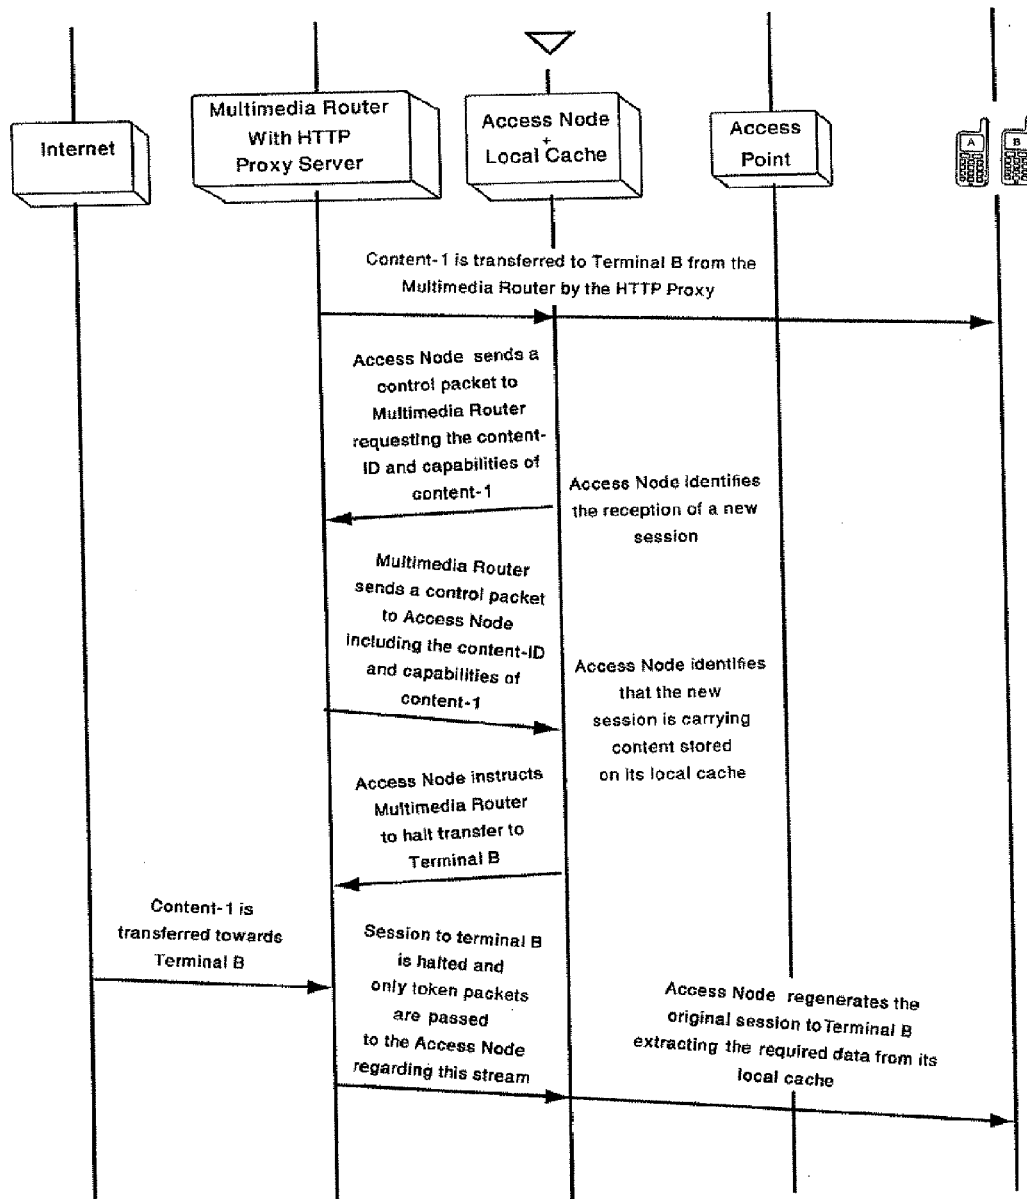 Internet
Multimedia Router
With HTTP
Proxy Server
Access Node
+
Local Cache
Access
Point
A
B
Content-1 is transferred to Terminal B from the
Multimedia Router by the HTTP Proxy
Access Node sends a
control packet to
Multimedia Router
requesting the content-
ID and capabilities of
content-1
Access Node identifies
the reception of a new
session
Multimedia Router
sends a control packet
to Access Node
including the content-ID
and capabilities of
content-1
Access Node identifies
that the new
session is carrying
content stored
on its local cache
Access Node instructs
Multimedia Router
to halt transfer to
Terminal B
Content-1 is
transferred towards
Terminal B
Session to terminal B
is halted and
only token packets
are passed
to the Access Node
regarding this stream
Access Node regenerates the
original session to Terminal B
extracting the required data from its
local cache